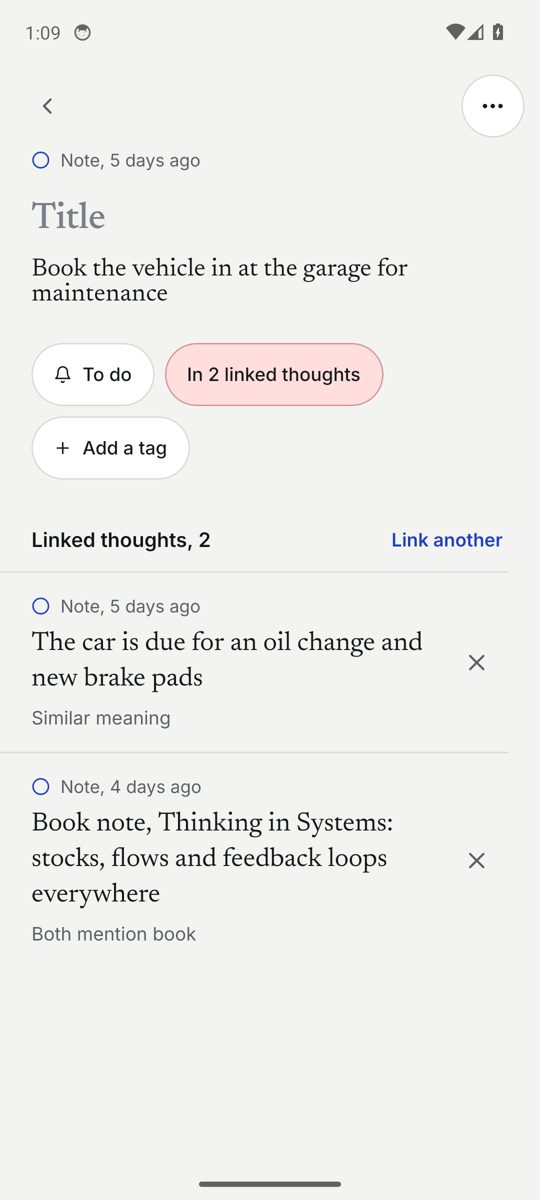 1:09
Note, 5 days ago
Title
Book the vehicle in at the garage for
maintenance
To do
In 2 linked thoughts
Add a tag
Linked thoughts, 2
Link another
Note, 5 days ago
The car is due for an oil change and
new brake pads
Similar meaning
Note, 4 days ago
Book note, Thinking in Systems:
stocks, flows and feedback loops
everywhere
Both mention book